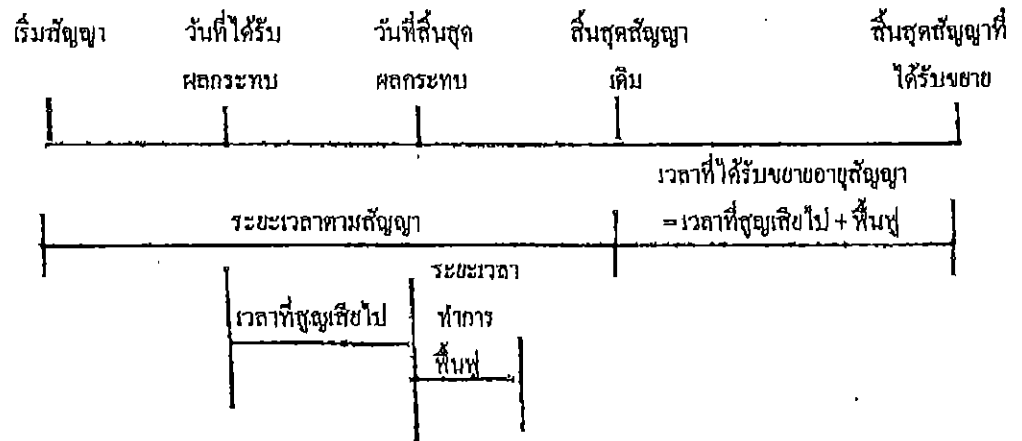 เริ่มสัญญา วันที่ได้รับ วันที่สิ้นสุด สิ้นสุดสัญญา สิ้นสุดสัญญาที่
ผลกระทบ ผลกระทบ เดิม ได้รับขยาย
เวลาที่ได้รับขยายอายุสัญญา
ระยะเวลาตามสัญญา = เวลาที่สูญเสียไป + ฟื้นฟู
ระยะเวลา
เวลาที่สูญเสียไป ทำการ
ฟื้นฟู